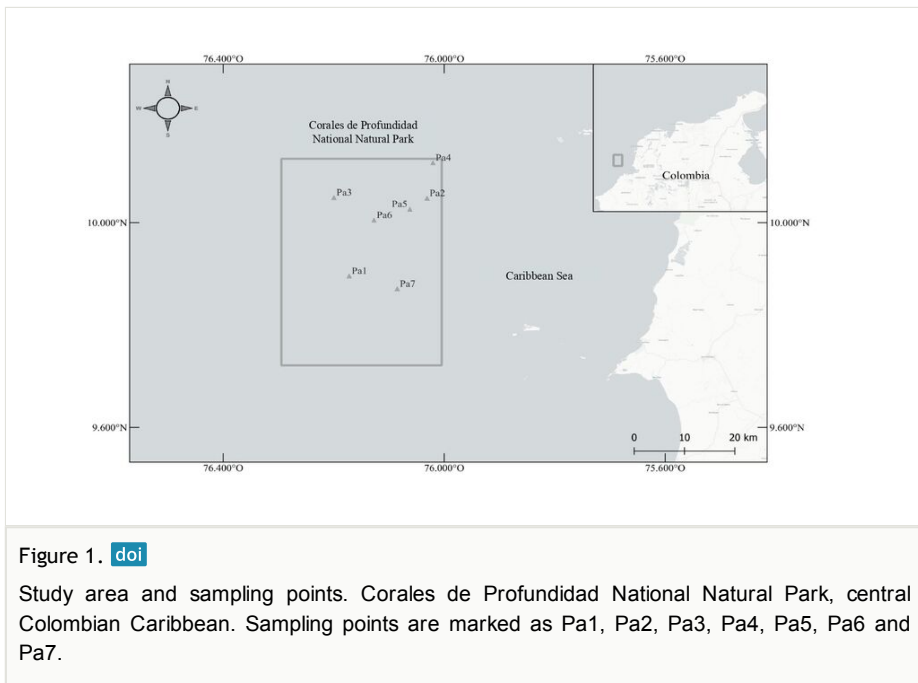 76.400°O
76.000°O
75.600°O
N
W
E
S
Corales de Profundidad
National Natural Park
Pa4
Pa3
Pa2
Pa5
Pa6
Colombia
10.000°N
10.000°N
Pa1
Caribbean Sea
Pa7
9.600°N
9.600°N
0 10 20 km
76.400°O
76.000°O
75.600°O
Figure 1. doi
Study area and sampling points. Corales de Profundidad National Natural Park, central
Colombian Caribbean. Sampling points are marked as Pa1, Pa2, Pa3, Pa4, Pa5, Pa6 and
Pa7.